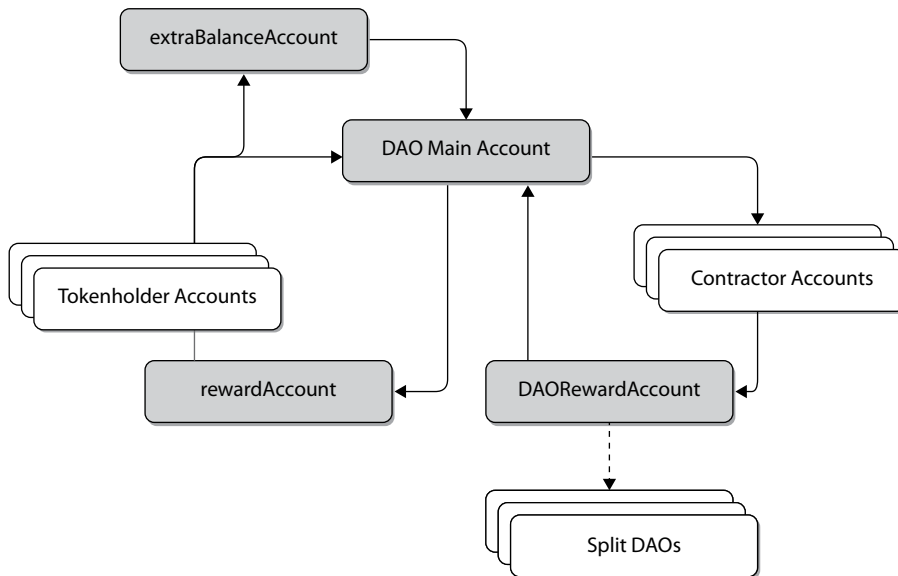 extraBalanceAccount
DAO Main Account
Tokenholder Accounts
Contractor Accounts
rewardAccount
DAORewardAccount
Split DAOs